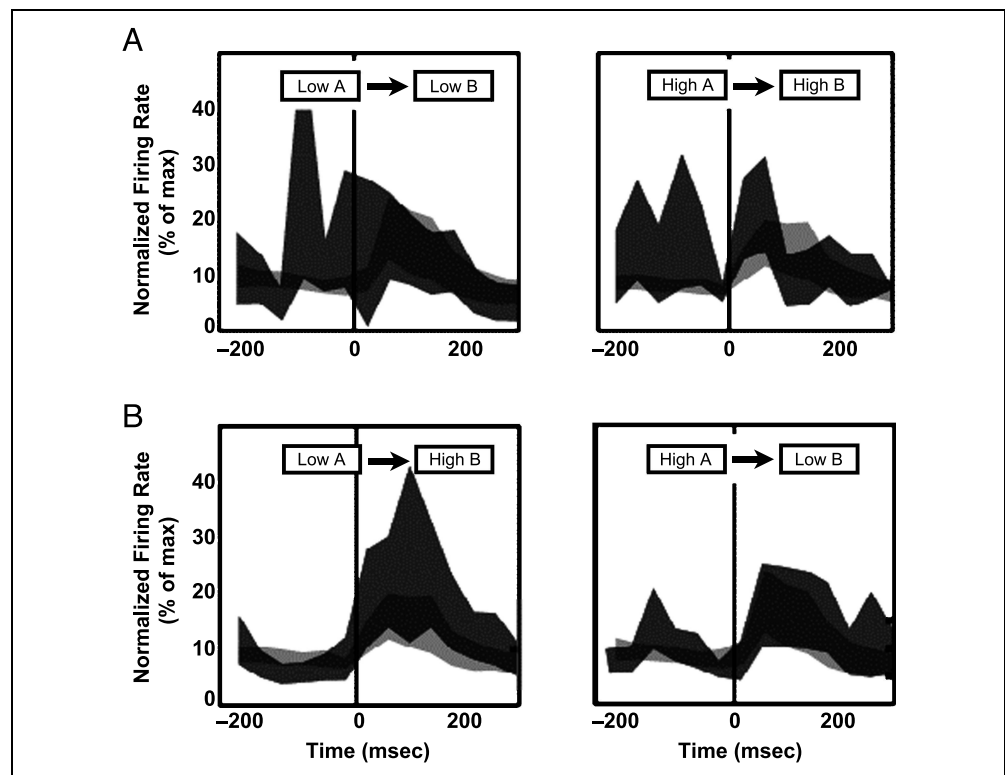 A
Low A → Low B
High A → High B
Normalized Firing Rate
(% of max)
40
30
20
10
0
–200 0 200
–200 0 200
B
Low A → High B
High A → Low B
Normalized Firing Rate
(% of max)
40
30
20
10
0
–200 0 200
–200 0 200
Time (msec)
Time (msec)